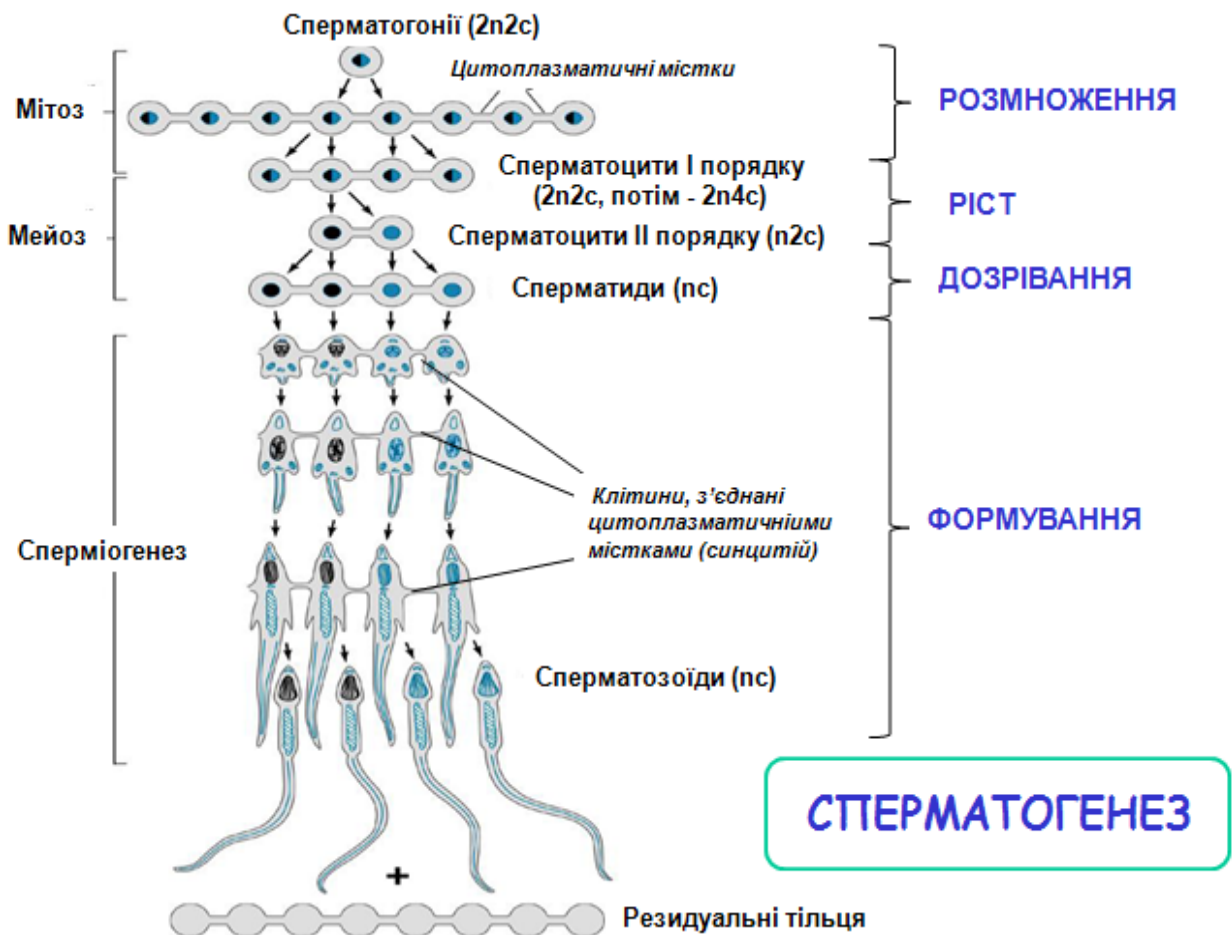 Сперматогонії (2n2c)
Цитоплазматичні містки
Мітоз
РОЗМНОЖЕННЯ
Сперматоцити І порядку
(2n2c, потім - 2n4c)
РІСТ
Мейоз
Сперматоцити ІІ порядку (n2c)
ДОЗРІВАННЯ
Сперматиди (nc)
Клітини, з’єднані
цитоплазматичніими
містками (синцитій)
ФОРМУВАННЯ
Сперміогенез
Сперматозоїди (nc)
СПЕРМАТОГЕНЕЗ
+
Резидуальні тільця